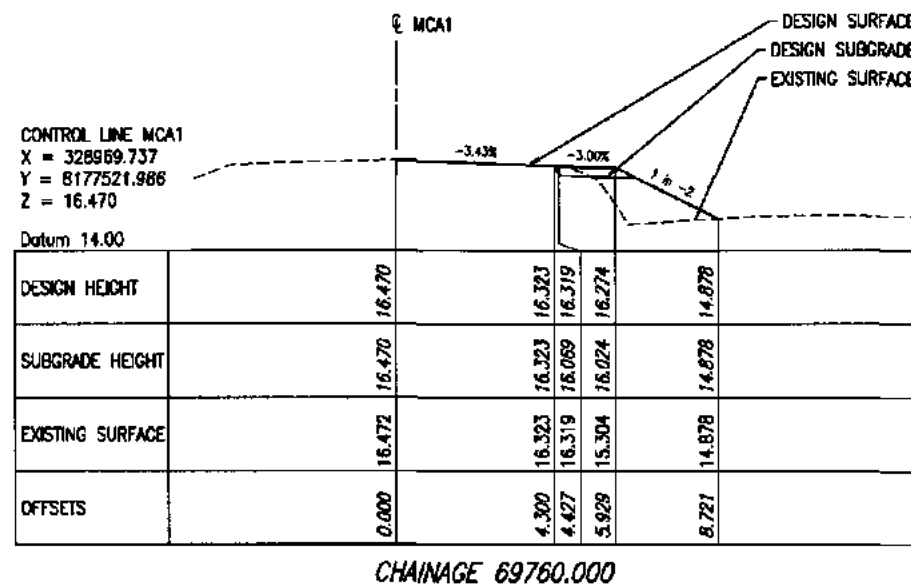 ℄ MCA1
DESIGN SURFACE
DESIGN SUBGRADE
EXISTING SURFACE
CONTROL LINE MCA1
X = 328969.737
Y = 8177521.986
Z = 16.470
-3.43%
-3.00%
1 in -2
Datum 14.00
DESIGN HEIGHT 16.470 16.323 16.319 16.274 14.878
SUBGRADE HEIGHT 16.470 16.323 16.069 16.024 14.878
EXISTING SURFACE 16.472 16.323 16.319 15.304 14.878
OFFSETS 0.000 4.300 4.427 5.929 8.721
CHAINAGE 69760.000